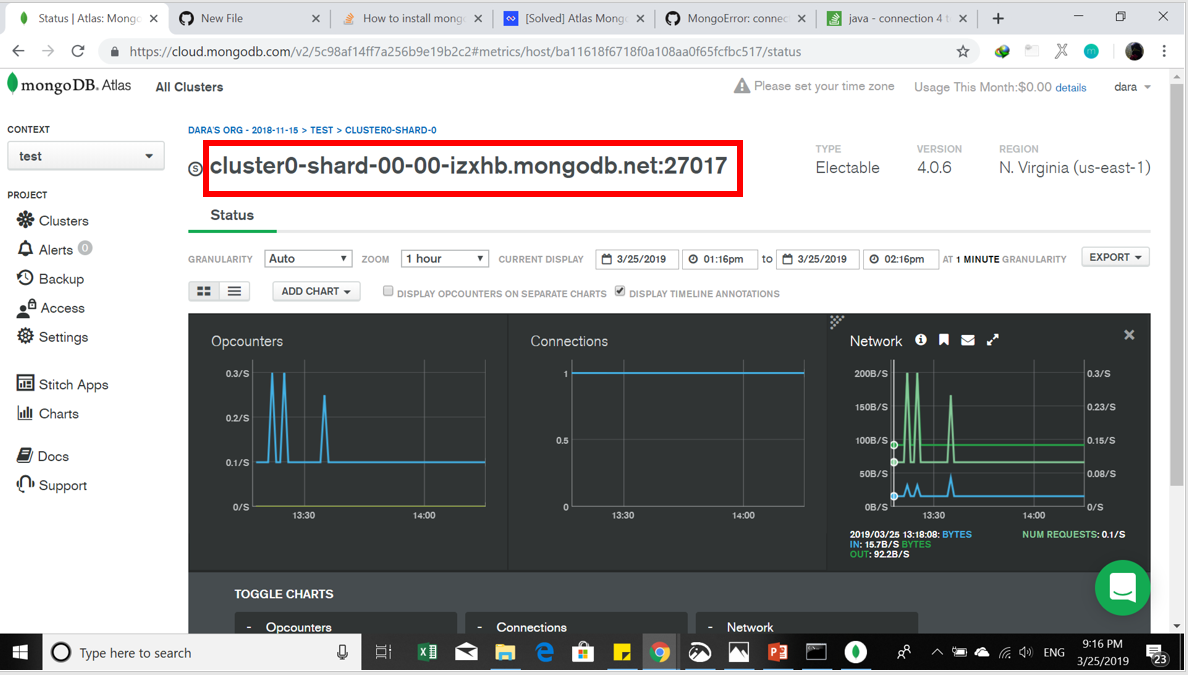 Status | Atlas: Mong
New File
How to install mong
[Solved] Atlas Mong
MongoError: connec
java - connection 4
https://cloud.mongodb.com/v2/5c98af14ff7a256b9e19b2c2#metrics/host/ba11618f6718f0a108aa0f65fcfbc517/status
mongoDB. Atlas
All Clusters
Please set your time zone
Usage This Month:$0.00 details
dara
CONTEXT
test
PROJECT
Clusters
Alerts 0
Backup
Access
Settings
Stitch Apps
Charts
Docs
Support
DARA'S ORG - 2018-11-15 > TEST > CLUSTER0-SHARD-0
S cluster0-shard-00-00-izxhb.mongodb.net:27017
TYPE
Electable
VERSION
4.0.6
REGION
N. Virginia (us-east-1)
Status
GRANULARITY Auto ZOOM 1 hour CURRENT DISPLAY 3/25/2019 01:16pm to 3/25/2019 02:16pm AT 1 MINUTE GRANULARITY EXPORT
ADD CHART DISPLAY OPCOUNTERS ON SEPARATE CHARTS DISPLAY TIMELINE ANNOTATIONS
Opcounters
0.3/S
0.2/S
0.1/S
0/S
13:30 14:00
Connections
1
0.5
0
13:30 14:00
Network
200B/S 0.3/S
150B/S 0.23/S
100B/S 0.15/S
50B/S 0.08/S
0B/S 0/S
13:30 14:00
2019/03/25 13:18:08: BYTES NUM REQUESTS: 0.1/S
IN: 15.7B/S BYTES
OUT: 92.2B/S
TOGGLE CHARTS
- Opcounters
- Connections
- Network
Type here to search
ENG
9:16 PM
3/25/2019
23